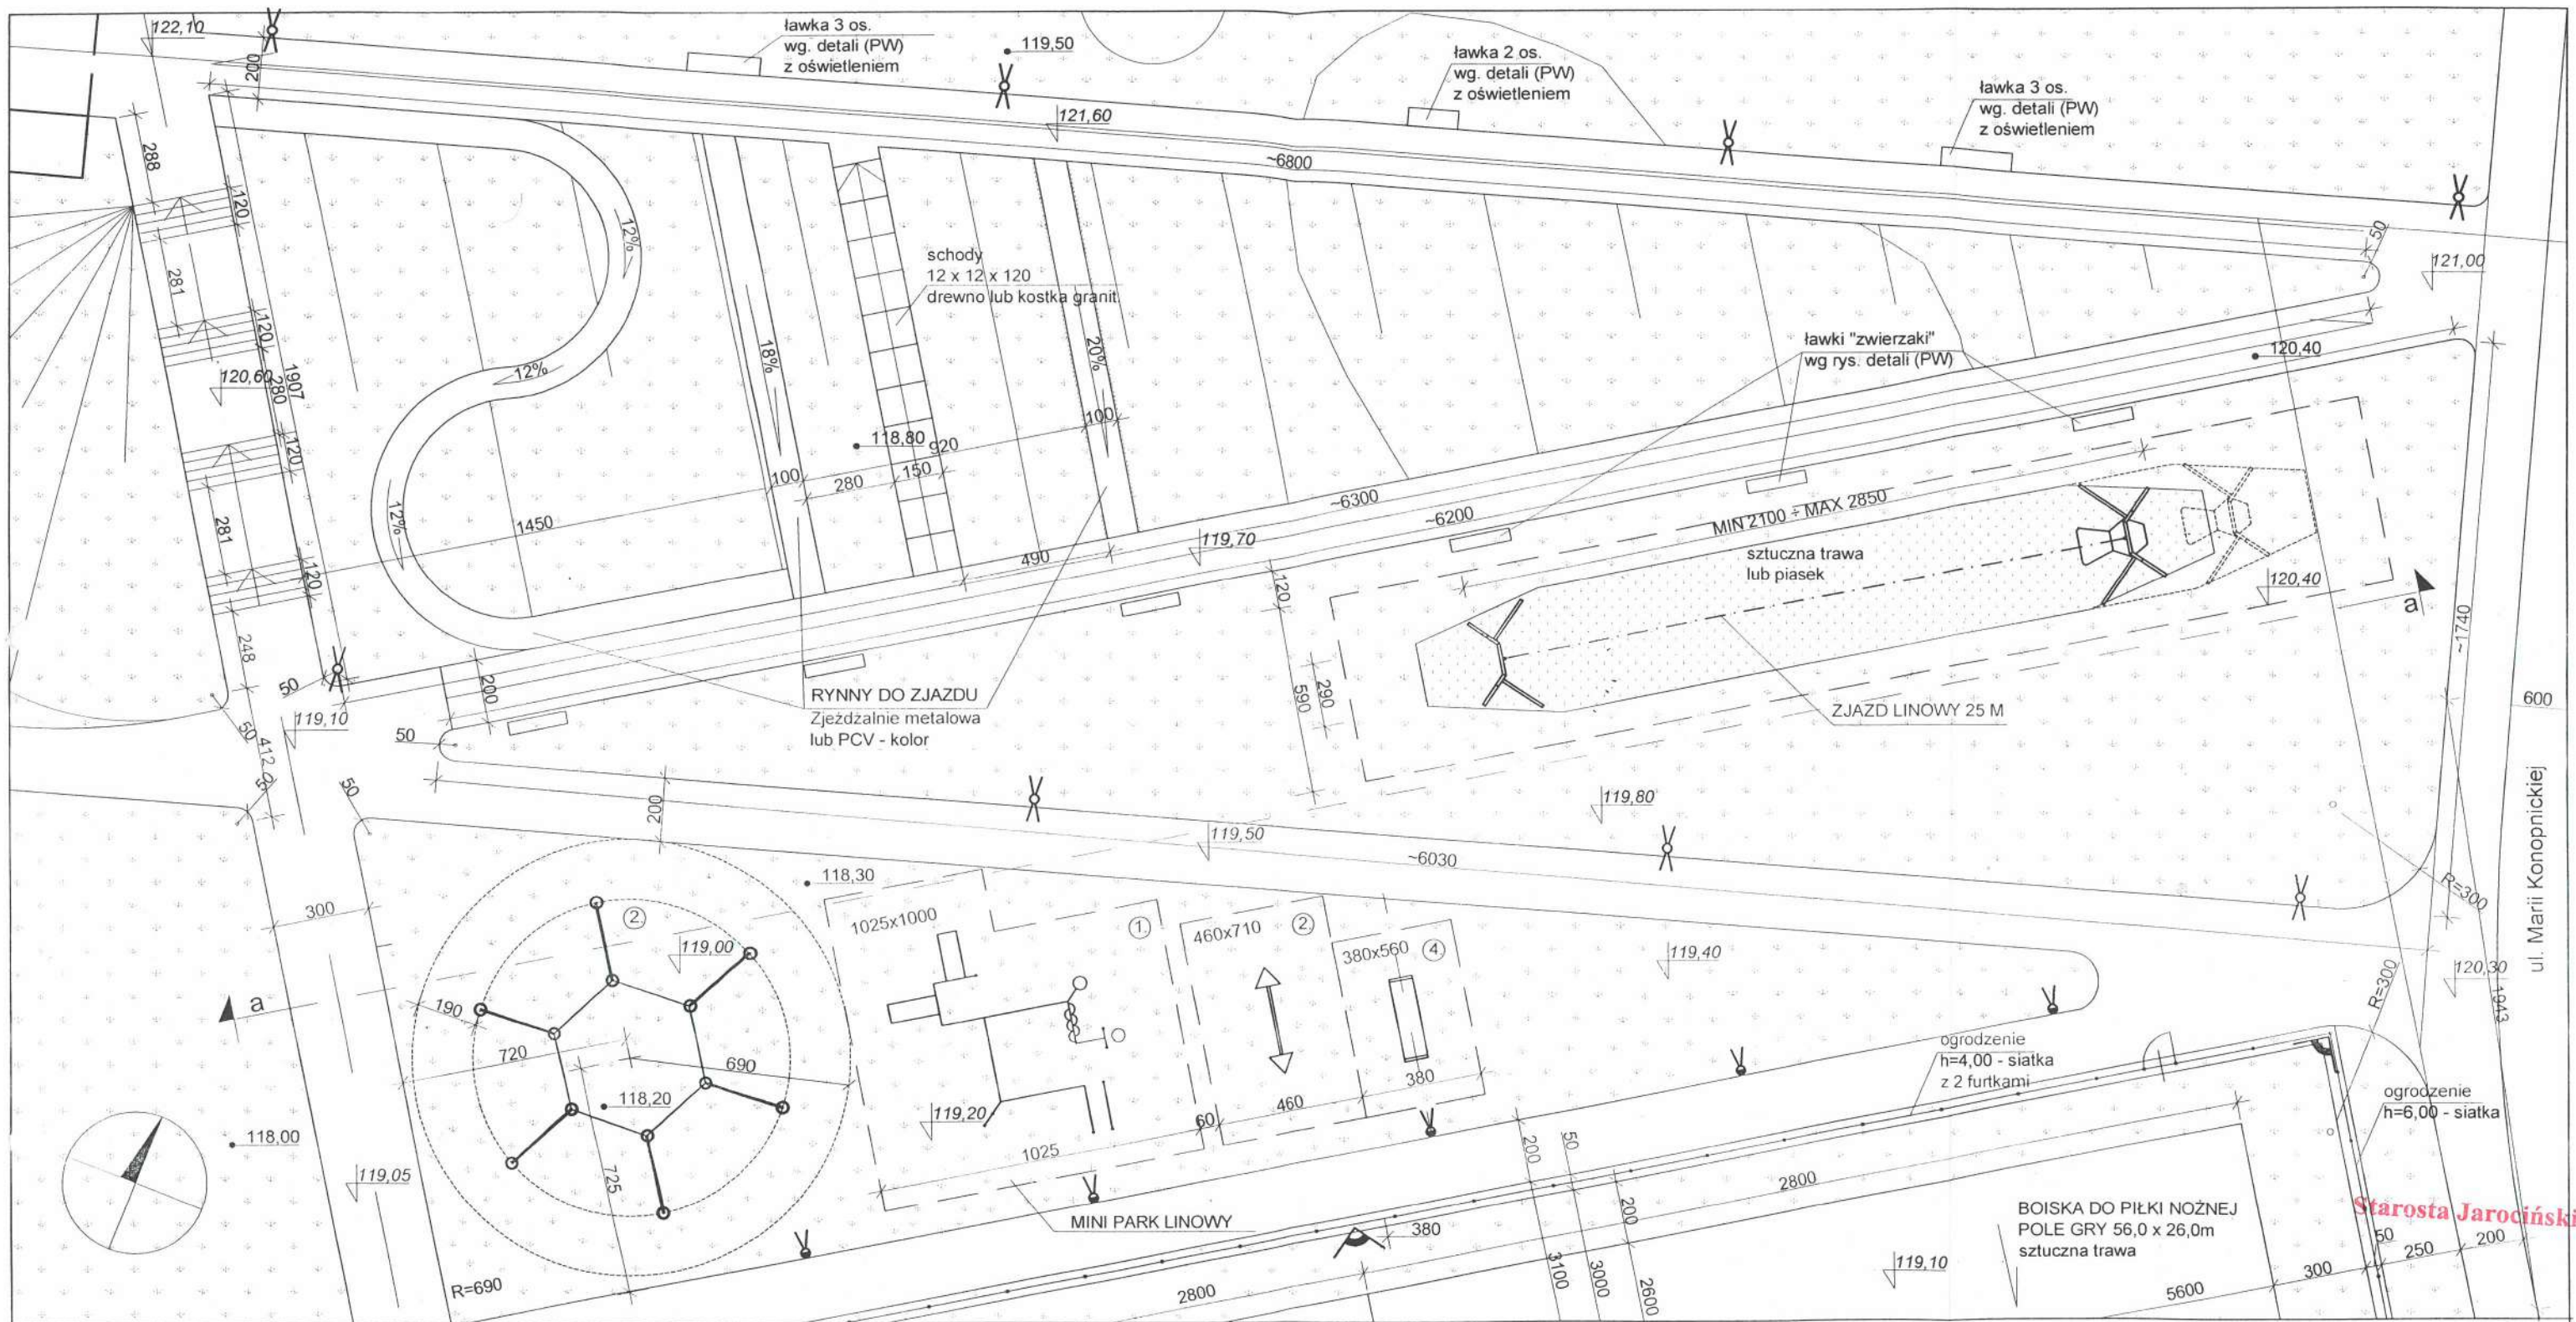 122,10
ławka 3 os.
wg. detali (PW)
z oświetleniem
119,50
ławka 2 os.
wg. detali (PW)
z oświetleniem
ławka 3 os.
wg. detali (PW)
z oświetleniem
200
121,60
~6800
288
120
12%
50
121,00
schody
12 x 12 x 120
drewno lub kostka granit.
281
120
120,60
280
1907
12%
18%
20%
ławki "zwierzaki"
wg rys. detali (PW)
120,40
100
118,80
920
120
100
280
150
12%
1450
281
~6300
~6200
MIN 2100 ÷ MAX 2850
119,70
490
sztuczna trawa
lub piasek
120,40
a
120
120
~1740
248
50
200
290
590
RYNNY DO ZJAZDU
Zjeżdżalnie metalowa
lub PCV - kolor
ZJAZD LINOWY 25 M
600
119,10
50
50
412
50
50
200
119,80
119,50
~6030
ul. Marii Konopnickiej
118,30
R=300
300
2
1025x1000
1
460x710
2
380x560
4
119,00
119,40
120,30
R=300
1943
a
190
720
690
ogrodzenie
h=4,00 - siatka
z 2 furtkami
380
118,20
119,20
60
460
ogrodzenie
h=6,00 - siatka
118,00
1025
200
50
119,05
725
2800
200
MINI PARK LINOWY
380
BOISKA DO PIŁKI NOŻNEJ
POLE GRY 56,0 x 26,0m
sztuczna trawa
Starosta Jarociński
50
250
200
119,10
300
R=690
2800
3100
3000
2600
5600